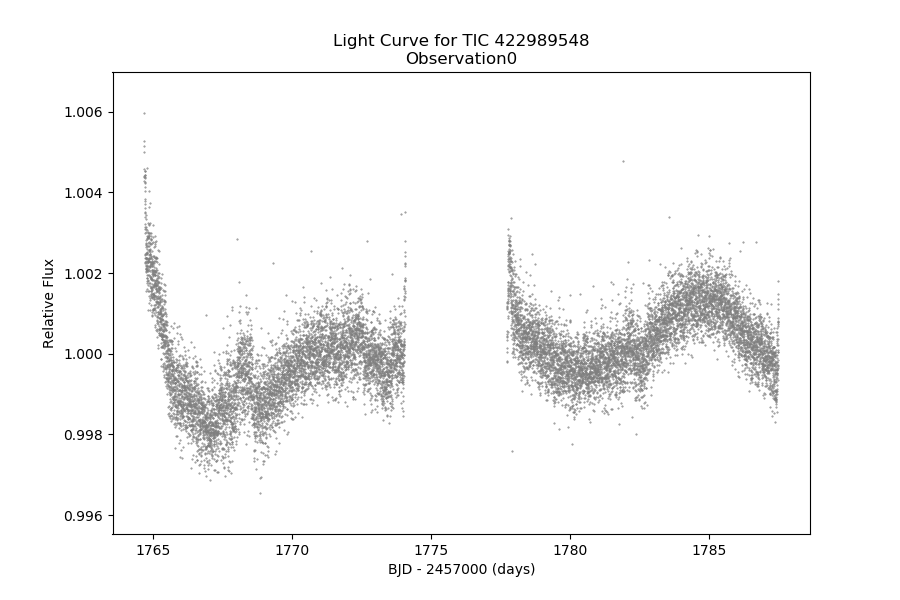 Light Curve for TIC 422989548
Observation0
Relative Flux
1.006
1.004
1.002
1.000
0.998
0.996
1765 1770 1775 1780 1785
BJD - 2457000 (days)